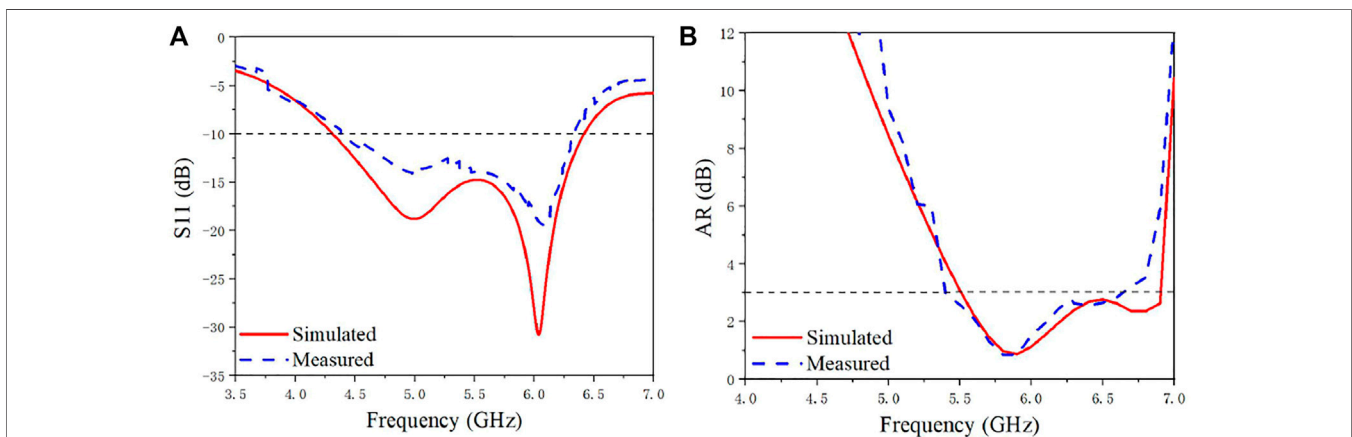 A
S11 (dB)
0
-5
-10
-15
-20
-25
-30
-35
Simulated
Measured
3.5 4.0 4.5 5.0 5.5 6.0 6.5 7.0
Frequency (GHz)
B
AR (dB)
12
10
8
6
4
2
0
Simulated
Measured
4.0 4.5 5.0 5.5 6.0 6.5 7.0
Frequency (GHz)